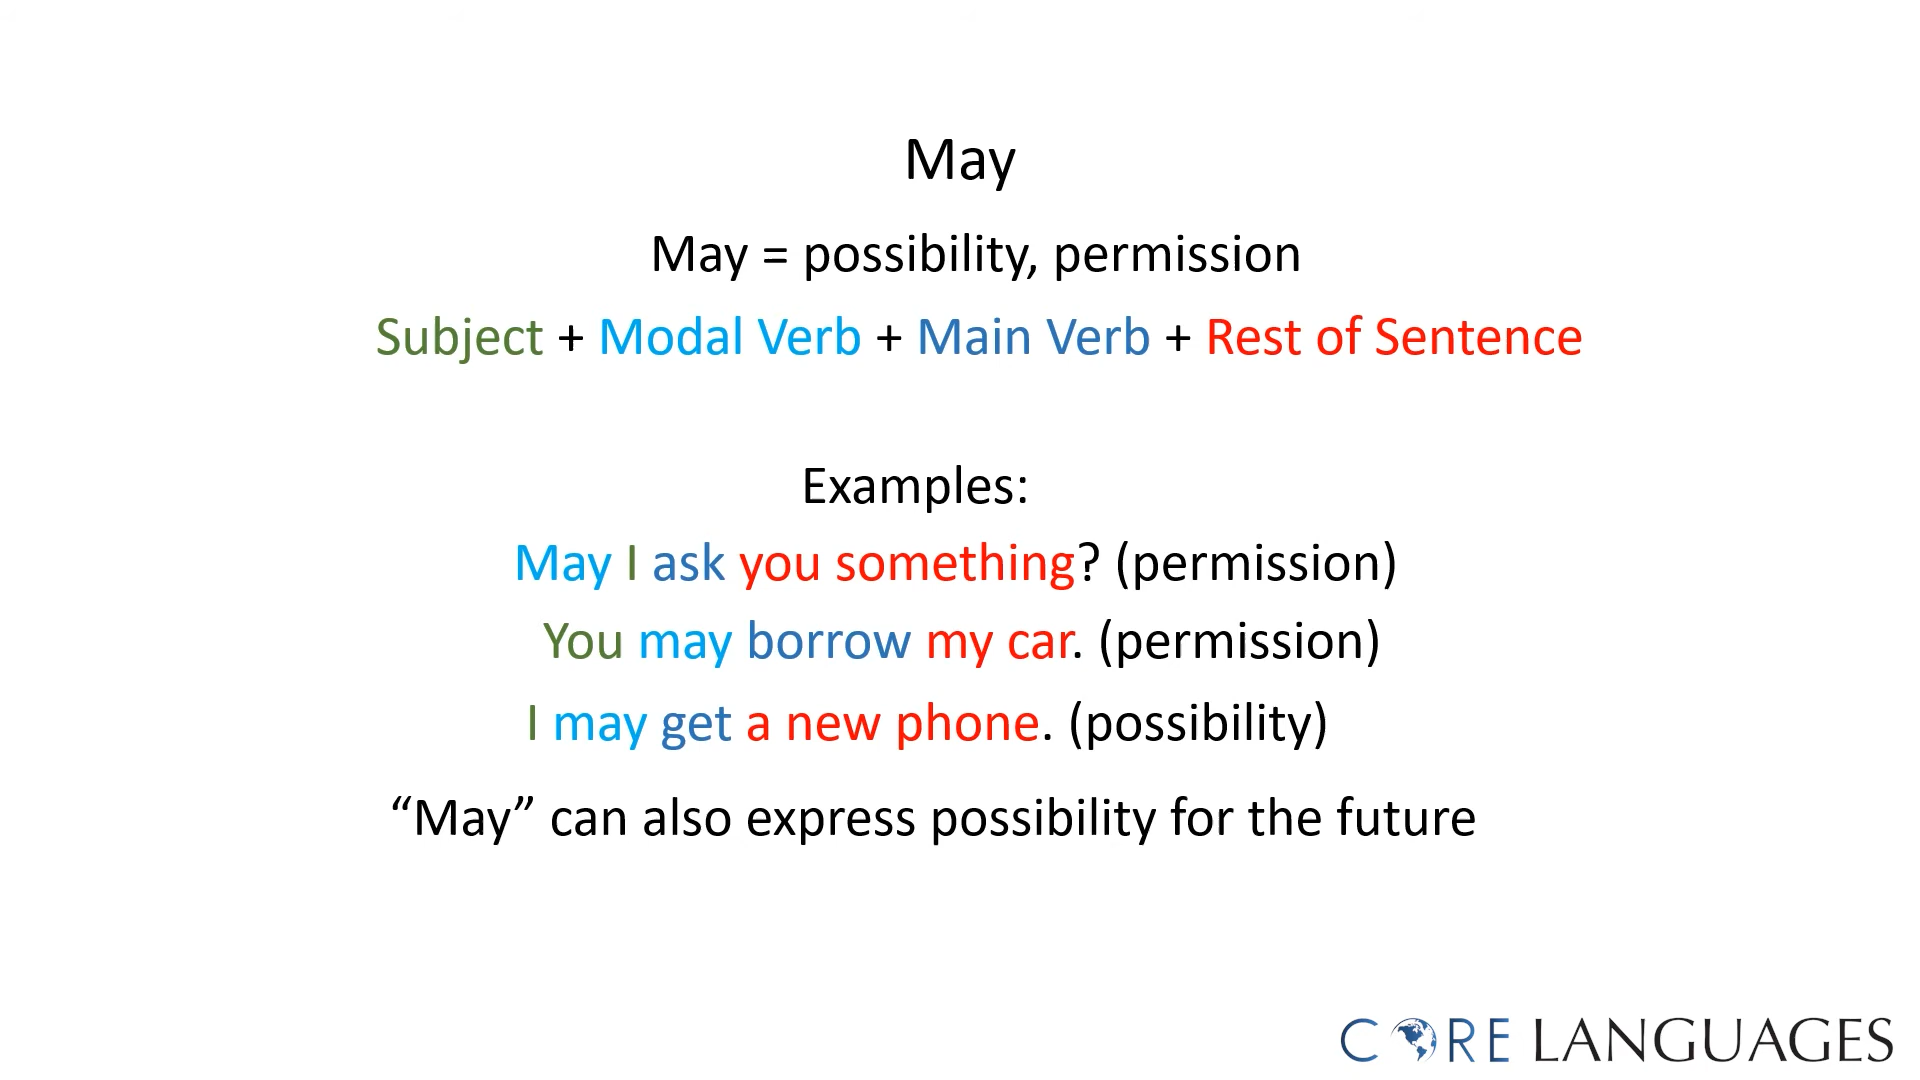 May
May = possibility, permission
Subject + Modal Verb + Main Verb + Rest of Sentence
Examples:
May I ask you something? (permission)
You may borrow my car. (permission)
I may get a new phone. (possibility)
“May” can also express possibility for the future
CORE LANGUAGES